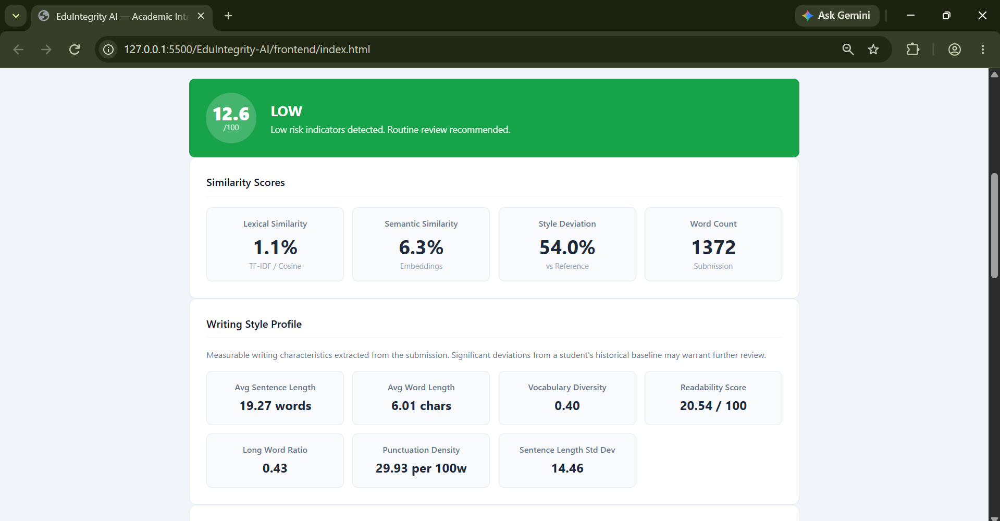 EduIntegrity AI — Academic Inte
Ask Gemini
127.0.0.1:5500/EduIntegrity-AI/frontend/index.html
12.6
/100
LOW
Low risk indicators detected. Routine review recommended.
Similarity Scores
Lexical Similarity
1.1%
TF-IDF / Cosine
Semantic Similarity
6.3%
Embeddings
Style Deviation
54.0%
vs Reference
Word Count
1372
Submission
Writing Style Profile
Measurable writing characteristics extracted from the submission. Significant deviations from a student's historical baseline may warrant further review.
Avg Sentence Length
19.27 words
Avg Word Length
6.01 chars
Vocabulary Diversity
0.40
Readability Score
20.54 / 100
Long Word Ratio
0.43
Punctuation Density
29.93 per 100w
Sentence Length Std Dev
14.46